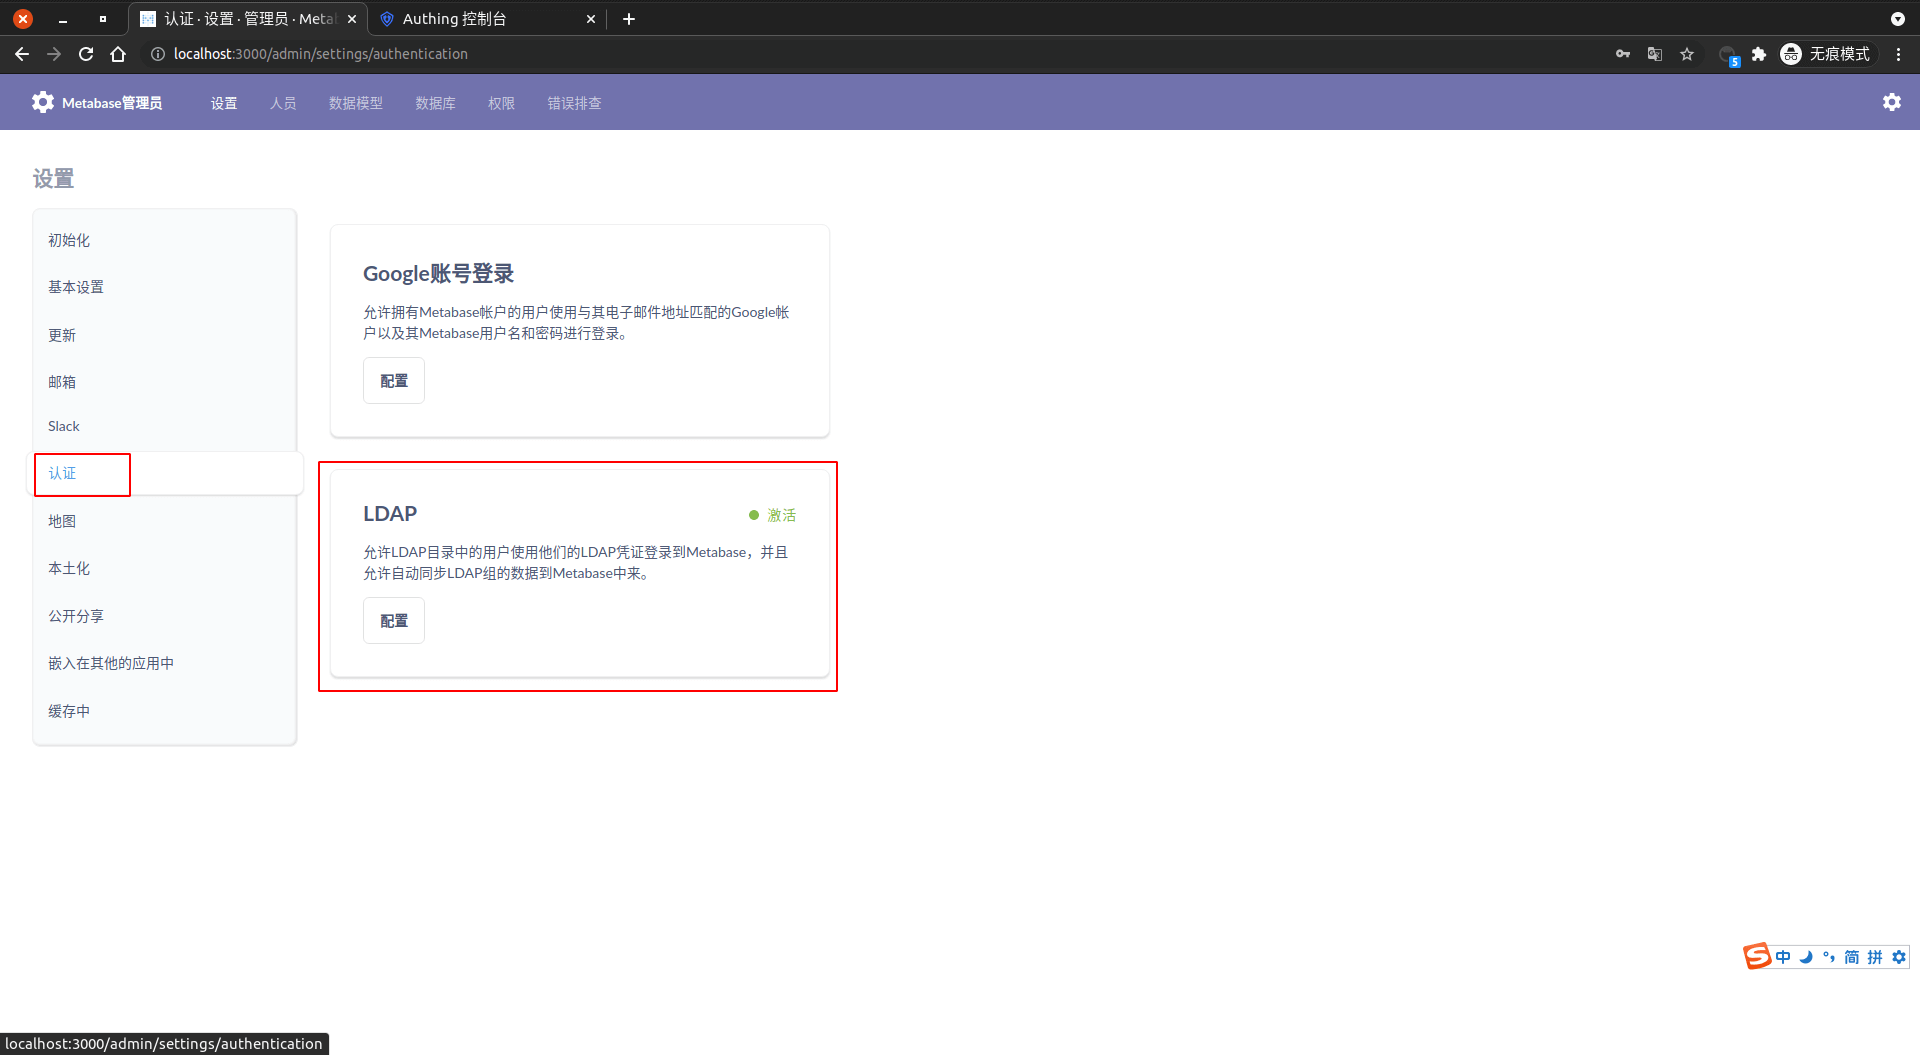 认证 · 设置 · 管理员 · Metab
Authing 控制台
localhost:3000/admin/settings/authentication
5
无痕模式
Metabase管理员
设置
人员
数据模型
数据库
权限
错误排查
设置
初始化
基本设置
更新
邮箱
Slack
认证
地图
本土化
公开分享
嵌入在其他的应用中
缓存中
Google账号登录
允许拥有Metabase帐户的用户使用与其电子邮件地址匹配的Google帐
户以及其Metabase用户名和密码进行登录。
配置
LDAP
激活
允许LDAP目录中的用户使用他们的LDAP凭证登录到Metabase，并且
允许自动同步LDAP组的数据到Metabase中来。
配置
S 中 简 拼
localhost:3000/admin/settings/authentication